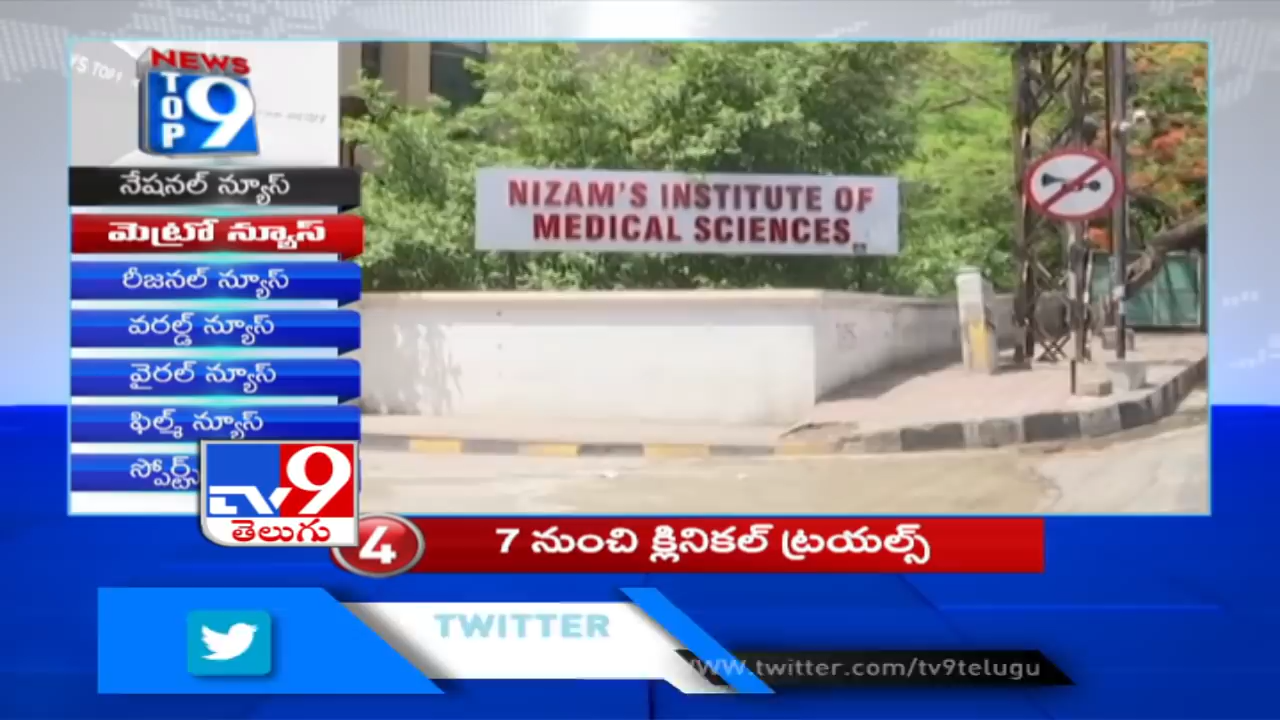 NEWS
TOP
9
నేషనల్ న్యూస్
మెట్రో న్యూస్
రీజనల్ న్యూస్
వరల్డ్ న్యూస్
వైరల్ న్యూస్
ఫిల్మ్ న్యూస్
స్పోర్ట్స్
NIZAM'S INSTITUTE OF
MEDICAL SCIENCES
TV9
తెలుగు
4
7 నుంచి క్లినికల్ ట్రయల్స్
TWITTER
WWW.twitter.com/tv9telugu